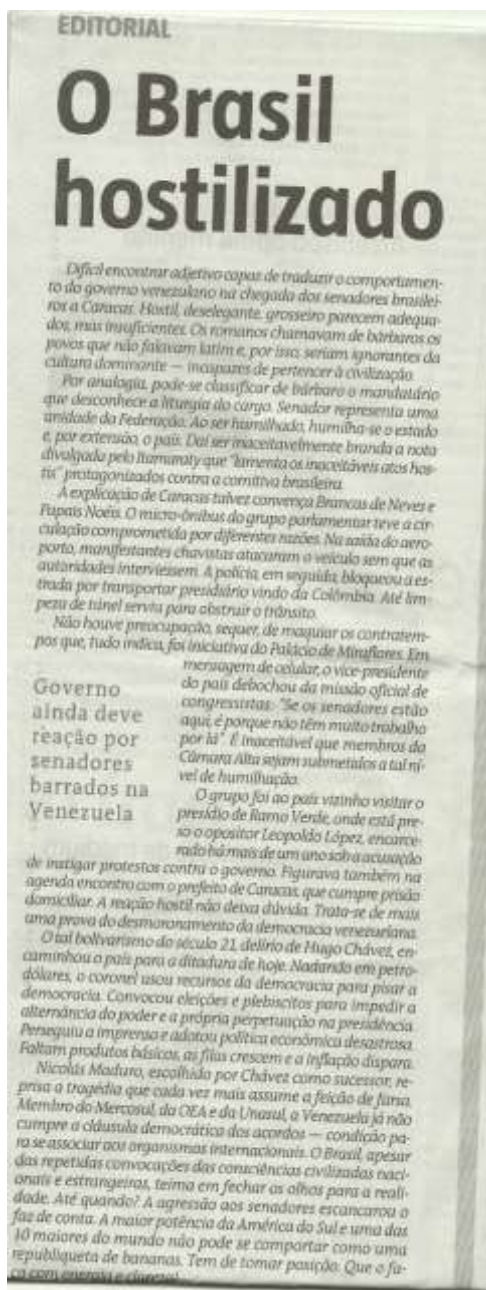 EDITORIAL
O Brasil
hostilizado
Difícil encontrar adjetivo capaz de traduzir o comportamen-
to do governo venezuelano na chegada dos senadores brasilei-
ros a Caracas. Hostil, deselegante, grosseiro parecem adequa-
dos, mas insuficientes. Os romanos chamavam de bárbaros os
povos que não falavam latim e, por isso, seriam ignorantes da
cultura dominante — incapazes de pertencer à civilização.
Por analogia, pode-se classificar de bárbaro o mandatário
que desconhece a liturgia do cargo. Senador representa uma
unidade da Federação. Ao ser humilhado, humilha-se o estado
e, por extensão, o país. Daí ser inaceitavelmente branda a nota
divulgada pelo Itamaraty que "lamenta os inaceitáveis atos hos-
tis" protagonizados contra a comitiva brasileira.
A explicação de Caracas talvez convença Brancas de Neves e
Papais Noéis. O micro-ônibus do grupo parlamentar teve a cir-
culação comprometida por diferentes razões. Na saída do aero-
porto, manifestantes chavistas atacaram o veículo sem que as
autoridades interviessem. A polícia, em seguida, bloqueou a es-
trada por transportar presidiário vindo da Colômbia. Até lim-
peza de túnel serviu para obstruir o trânsito.
Não houve preocupação, sequer, de maquiar os contratem-
pos que, tudo indica, foi iniciativa do Palácio de Miraflores. Em
mensagem de celular, o vice-presidente
do país debochou da missão oficial de
congressistas: "Se os senadores estão
aqui, é porque não têm muito trabalho
por lá". É inaceitável que membros da
Câmara Alta sejam submetidos a tal ní-
vel de humilhação.
Governo
ainda deve
reação por
senadores
barrados na
Venezuela
O grupo foi ao país vizinho visitar o
presídio de Ramo Verde, onde está pre-
so o opositor Leopoldo López, encarce-
rado há mais de um ano sob a acusação
de instigar protestos contra o governo. Figurava também na
agenda encontro com o prefeito de Caracas, que cumpre prisão
domiciliar. A reação hostil não deixa dúvida. Trata-se de mais
uma prova do desmoronamento da democracia venezuelana.
O tal bolivarismo do século 21, delírio de Hugo Chávez, en-
caminhou o país para a ditadura de hoje. Nadando em petro-
dólares, o coronel usou recursos da democracia para pisar a
democracia. Convocou eleições e plebiscitos para impedir a
alternância do poder e a própria perpetuação na presidência.
Perseguiu a imprensa e adotou política econômica desastrosa.
Faltam produtos básicos, as filas crescem e a inflação dispara.
Nicolás Maduro, escolhido por Chávez como sucessor, re-
prisa a tragédia que cada vez mais assume a feição de farsa.
Membro do Mercosul, da OEA e da Unasul, a Venezuela já não
cumpre a cláusula democrática dos acordos — condição pa-
ra se associar aos organismos internacionais. O Brasil, apesar
das repetidas convocações das consciências civilizadas naci-
onais e estrangeiras, teima em fechar os olhos para a reali-
dade. Até quando? A agressão aos senadores escancarou o
faz de conta. A maior potência da América do Sul e uma das
10 maiores do mundo não pode se comportar como uma
republiqueta de bananas. Tem de tomar posição. Que o fa-
ça com energia e clareza!